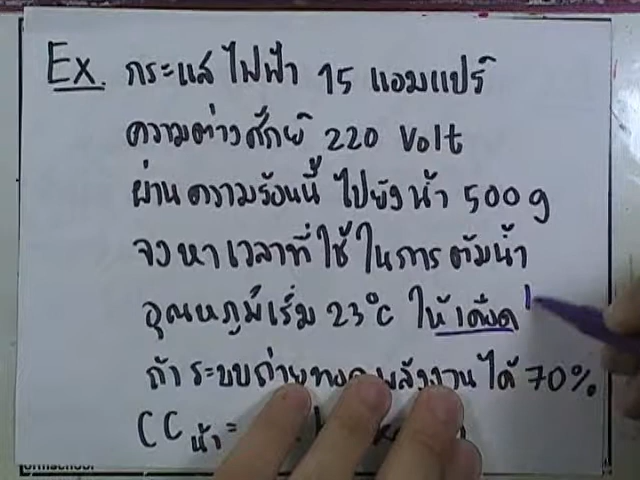 Ex. กระแสไฟฟ้า 15 แอมแปร์
ความต่างศักย์ 220 Volt
ผ่านความร้อนนี้ ไปยังน้ำ 500 g
จงหาเวลาที่ใช้ในการต้มน้ำ
อุณหภูมิเริ่ม 23°C ให้เดือด
ถ้าระบบถ่ายทอดพลังงานได้ 70%
(C น้ำ =